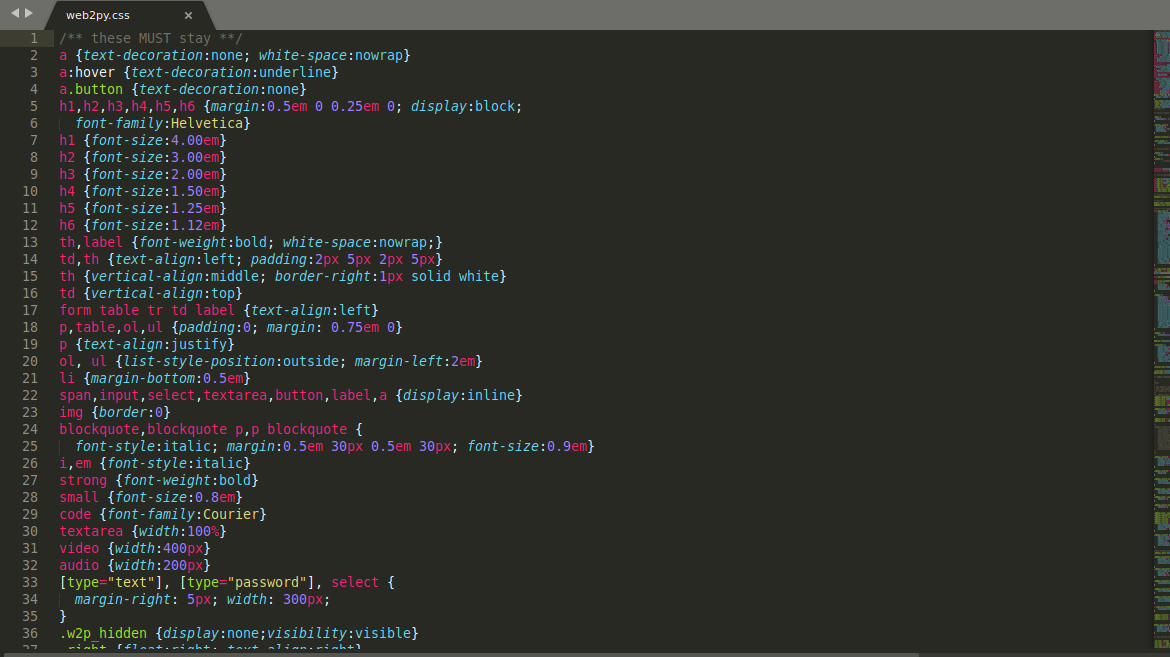 web2py.css ×
1 /** these MUST stay **/
2 a {text-decoration:none; white-space:nowrap}
3 a:hover {text-decoration:underline}
4 a.button {text-decoration:none}
5 h1,h2,h3,h4,h5,h6 {margin:0.5em 0 0.25em 0; display:block;
6 font-family:Helvetica}
7 h1 {font-size:4.00em}
8 h2 {font-size:3.00em}
9 h3 {font-size:2.00em}
10 h4 {font-size:1.50em}
11 h5 {font-size:1.25em}
12 h6 {font-size:1.12em}
13 th,label {font-weight:bold; white-space:nowrap;}
14 td,th {text-align:left; padding:2px 5px 2px 5px}
15 th {vertical-align:middle; border-right:1px solid white}
16 td {vertical-align:top}
17 form table tr td label {text-align:left}
18 p,table,ol,ul {padding:0; margin: 0.75em 0}
19 p {text-align:justify}
20 ol, ul {list-style-position:outside; margin-left:2em}
21 li {margin-bottom:0.5em}
22 span,input,select,textarea,button,label,a {display:inline}
23 img {border:0}
24 blockquote,blockquote p,p blockquote {
25 font-style:italic; margin:0.5em 30px 0.5em 30px; font-size:0.9em}
26 i,em {font-style:italic}
27 strong {font-weight:bold}
28 small {font-size:0.8em}
29 code {font-family:Courier}
30 textarea {width:100%}
31 video {width:400px}
32 audio {width:200px}
33 [type="text"], [type="password"], select {
34 margin-right: 5px; width: 300px;
35 }
36 .w2p_hidden {display:none;visibility:visible}
37 .right {float:right; text-align:right}